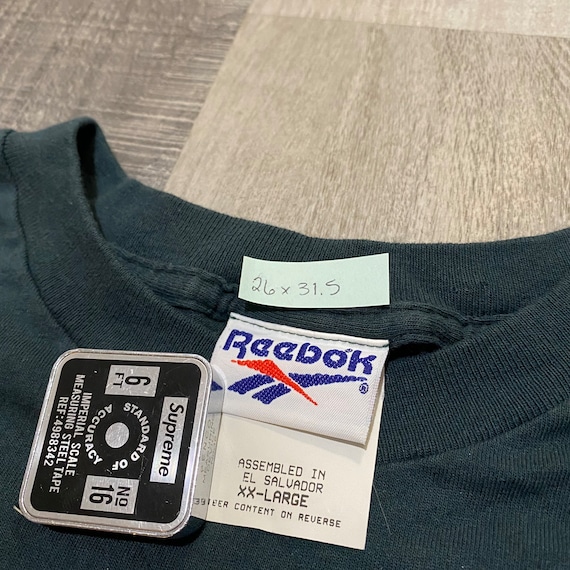 26 x 31.5
Reebok
®
ASSEMBLED IN
EL SALVADOR
XX-LARGE
CONTENT ON REVERSE
Supreme
STANDARD OF
ACCURACY
6
FT
NO
16
IMPERIAL SCALE
MEASURING STEEL TAPE
REF:4988342